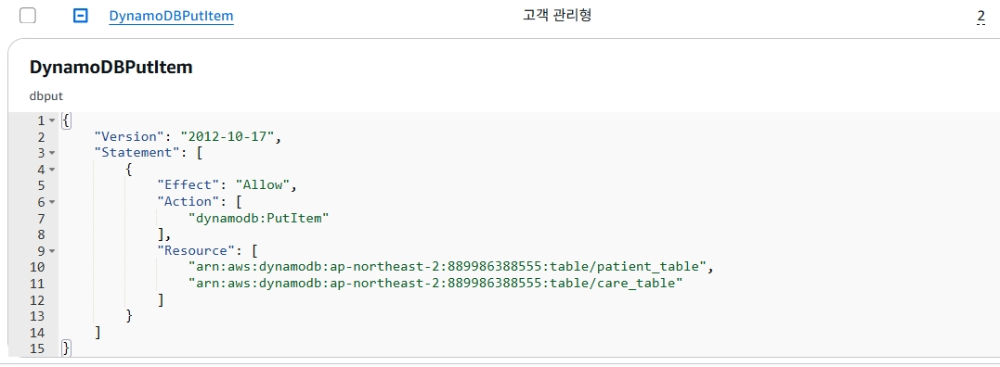 DynamoDBPutItem 고객 관리형 2
DynamoDBPutItem
dbput
1 {
2 "Version": "2012-10-17",
3 "Statement": [
4 {
5 "Effect": "Allow",
6 "Action": [
7 "dynamodb:PutItem"
8 ],
9 "Resource": [
10 "arn:aws:dynamodb:ap-northeast-2:889986388555:table/patient_table",
11 "arn:aws:dynamodb:ap-northeast-2:889986388555:table/care_table"
12 ]
13 }
14 ]
15 }